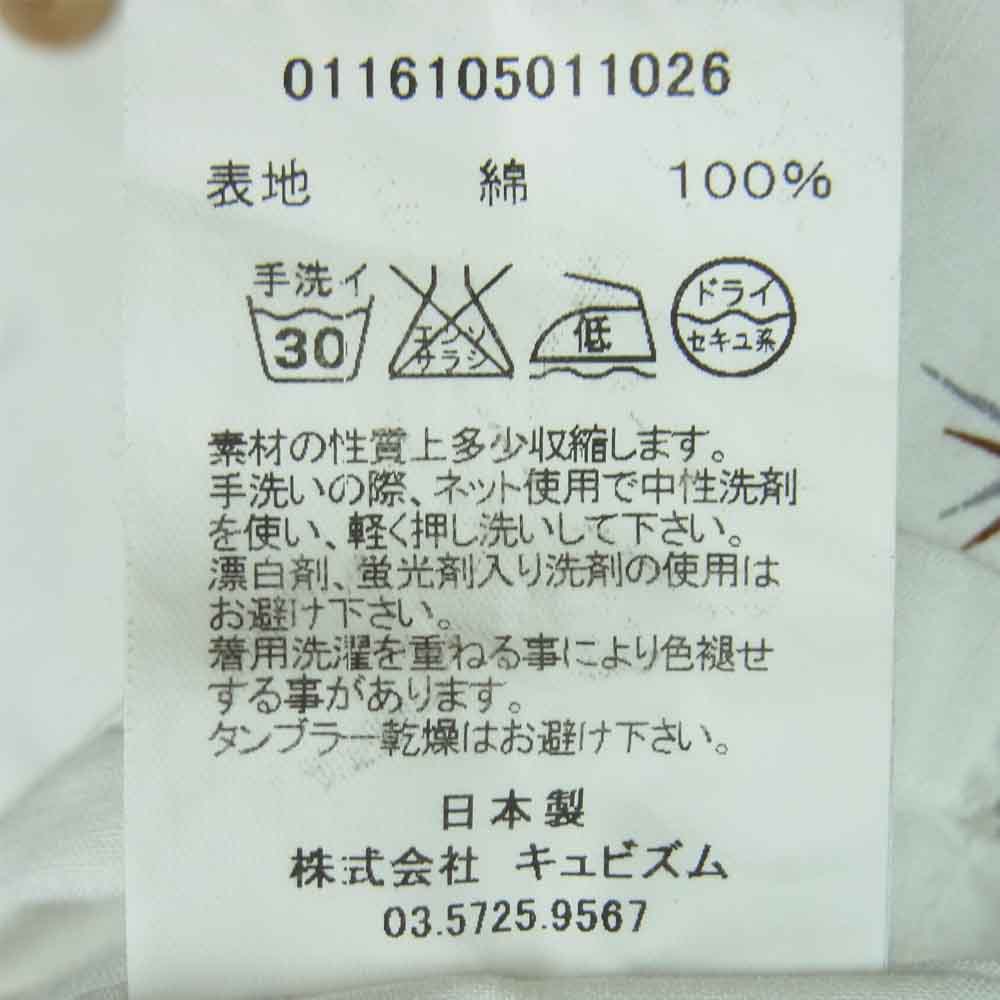 0116105011026
表地 綿 100%
手洗イ
30
エンソ
サラシ
低
ドライ
セキユ系
素材の性質上多少収縮します。
手洗いの際、ネット使用で中性洗剤
を使い、軽く押し洗いして下さい。
漂白剤、蛍光剤入り洗剤の使用は
お避け下さい。
着用洗濯を重ねる事により色褪せ
する事があります。
タンブラー乾燥はお避け下さい。
日本製
株式会社 キュビズム
03.5725.9567